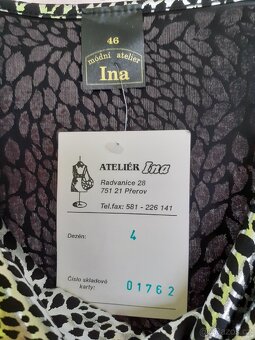 46
módní atelier
Ina
ATELIÉR Ina
Radvanice 28
751 21 Přerov
Tel.fax: 581 - 226 141
Dezén: 4
Číslo skladové
karty: 01762